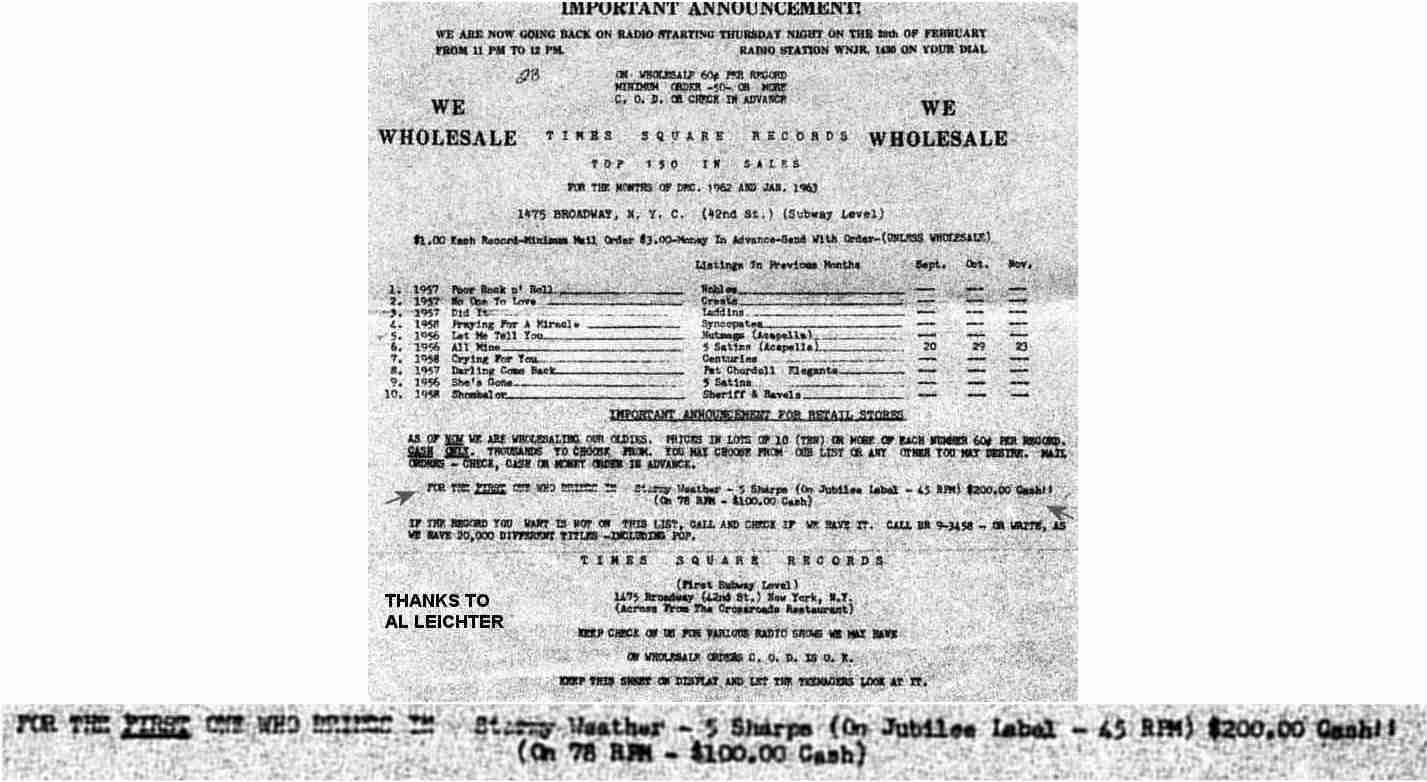 IMPORTANT ANNOUNCEMENT!
WE ARE NOW GOING BACK ON RADIO STARTING THURSDAY NIGHT ON THE 28th OF FEBRUARY
FROM 11 PM TO 12 PM. RADIO STATION WNJR, 1430 ON YOUR DIAL
ON WHOLESALE 60¢ PER RECORD
MINIMUM ORDER -50- OR MORE
C. O. D. OR CHECK IN ADVANCE
WE WHOLESALE
TIMES SQUARE RECORDS
WE WHOLESALE
TOP 150 IN SALES
FOR THE MONTHS OF DEC. 1962 AND JAN. 1963
1475 BROADWAY, N. Y. C. (42nd St.) (Subway Level)
$1.00 Each Record-Minimum Mail Order $3.00-Money In Advance-Send With Order-(UNLESS WHOLESALE)
Listings In Previous Months Sept. Oct. Nov.
1. 1957 Poor Rock n' Roll Nobles — — —
2. 1957 No One To Love Crests — — —
3. 1957 Did It Laddins — — —
4. 1958 Praying For A Miracle Syncopates — — —
5. 1956 Let Me Tell You Nutmegs (Acapella) — — —
6. 1956 All Mine 5 Satins (Acapella) 20 29 23
7. 1958 Crying For You Centuries — — —
8. 1957 Darling Come Back Pat Chordell Elegants — — —
9. 1956 She's Gone 5 Satins — — —
10. 1958 Shombalor Sheriff & Ravels — — —
IMPORTANT ANNOUNCEMENT FOR RETAIL STORES
AS OF NOW WE ARE WHOLESALING OUR OLDIES. PRICES IN LOTS OF 10 (TEN) OR MORE OF EACH NUMBER 60¢ PER RECORD.
CASH ONLY. THOUSANDS TO CHOOSE FROM. YOU MAY CHOOSE FROM OUR LIST OR ANY OTHER YOU MAY DESIRE. MAIL
ORDERS - CHECK, CASH OR MONEY ORDER IN ADVANCE.
FOR THE FIRST ONE WHO BRINGS IN Stormy Weather - 5 Sharps (On Jubilee Label - 45 RPM) $200.00 Cash!!
(On 78 RPM - $100.00 Cash)
IF THE RECORD YOU WANT IS NOT ON THIS LIST, CALL AND CHECK IF WE HAVE IT. CALL BR 9-3458 - OR WRITE, AS
WE HAVE 20,000 DIFFERENT TITLES -INCLUDING POP.
TIMES SQUARE RECORDS
(First Subway Level)
1475 Broadway (42nd St.) New York, N.Y.
(Across From The Crossroads Restaurant)
THANKS TO
AL LEICHTER
KEEP CHECK ON US FOR VARIOUS RADIO SHOWS WE MAY HAVE
ON WHOLESALE ORDERS C. O. D. IS O. K.
KEEP THIS SHEET ON DISPLAY AND LET THE TEENAGERS LOOK AT IT.
FOR THE FIRST ONE WHO BRINGS IN Stormy Weather - 5 Sharps (On Jubilee Label - 45 RPM) $200.00 Cash!!
(On 78 RPM - $100.00 Cash)